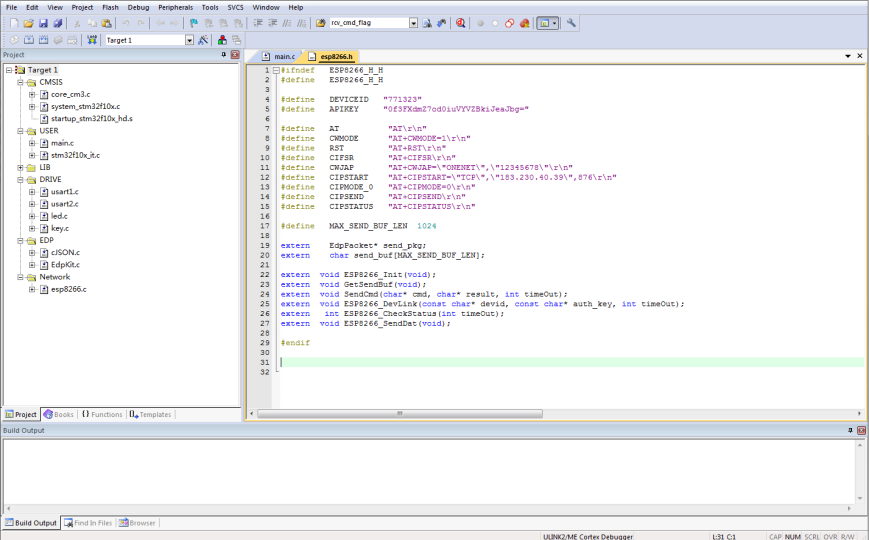 File Edit View Project Flash Debug Peripherals Tools SVCS Window Help
rcv_cmd_flag
LOAD Target 1
Project
Target 1
CMSIS
core_cm3.c
system_stm32f10x.c
startup_stm32f10x_hd.s
USER
main.c
stm32f10x_it.c
LIB
DRIVE
usart1.c
usart2.c
led.c
key.c
EDP
cJSON.c
EdpKit.c
Network
esp8266.c
Project Books {} Functions Templates
main.c esp8266.h
1 #ifndef ESP8266_H_H
2 #define ESP8266_H_H
3
4 #define DEVICEID "771323"
5 #define APIKEY "0f3FXdmZ7od0iuVYVZBkiJeaJbg="
6
7 #define AT "AT\r\n"
8 #define CWMODE "AT+CWMODE=1\r\n"
9 #define RST "AT+RST\r\n"
10 #define CIFSR "AT+CIFSR\r\n"
11 #define CWJAP "AT+CWJAP=\"ONENET\",\"12345678\"\r\n"
12 #define CIPSTART "AT+CIPSTART=\"TCP\",\"183.230.40.39\",876\r\n"
13 #define CIPMODE_0 "AT+CIPMODE=0\r\n"
14 #define CIPSEND "AT+CIPSEND\r\n"
15 #define CIPSTATUS "AT+CIPSTATUS\r\n"
16
17 #define MAX_SEND_BUF_LEN 1024
18
19 extern EdpPacket* send_pkg;
20 extern char send_buf[MAX_SEND_BUF_LEN];
21
22 extern void ESP8266_Init(void);
23 extern void GetSendBuf(void);
24 extern void SendCmd(char* cmd, char* result, int timeOut);
25 extern void ESP8266_DevLink(const char* devid, const char* auth_key, int timeOut);
26 extern int ESP8266_CheckStatus(int timeOut);
27 extern void ESP8266_SendDat(void);
28
29 #endif
30
31
32
Build Output
Build Output Find In Files Browser
ULINK2/ME Cortex Debugger L:31 C:1 CAP NUM SCRL OVR R/W